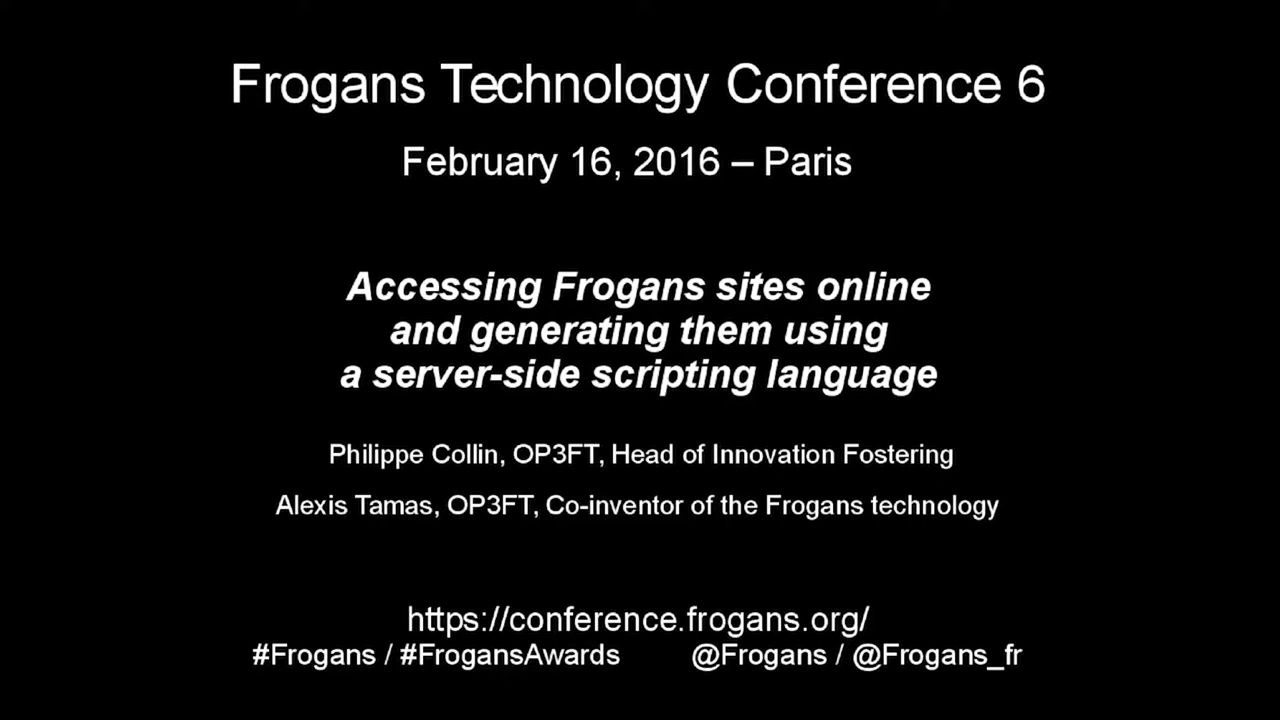 Frogans Technology Conference 6
February 16, 2016 – Paris
Accessing Frogans sites online
and generating them using
a server-side scripting language
Philippe Collin, OP3FT, Head of Innovation Fostering
Alexis Tamas, OP3FT, Co-inventor of the Frogans technology
https://conference.frogans.org/
#Frogans / #FrogansAwards @Frogans / @Frogans_fr